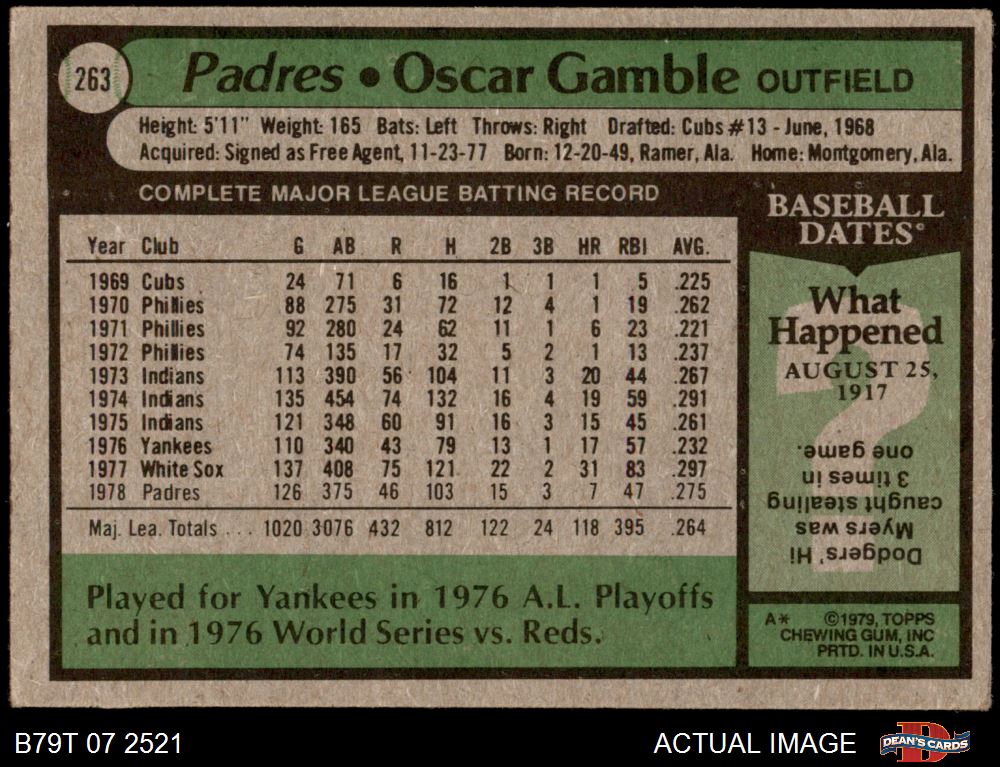 263
Padres • Oscar Gamble OUTFIELD
Height: 5'11" Weight: 165 Bats: Left Throws: Right Drafted: Cubs #13 - June, 1968
Acquired: Signed as Free Agent, 11-23-77 Born: 12-20-49, Ramer, Ala. Home: Montgomery, Ala.
COMPLETE MAJOR LEAGUE BATTING RECORD
Year Club G AB R H 2B 3B HR RBI AVG.
1969 Cubs 24 71 6 16 1 1 1 5 .225
1970 Phillies 88 275 31 72 12 4 1 19 .262
1971 Phillies 92 280 24 62 11 1 6 23 .221
1972 Phillies 74 135 17 32 5 2 1 13 .237
1973 Indians 113 390 56 104 11 3 20 44 .267
1974 Indians 135 454 74 132 16 4 19 59 .291
1975 Indians 121 348 60 91 16 3 15 45 .261
1976 Yankees 110 340 43 79 13 1 17 57 .232
1977 White Sox 137 408 75 121 22 2 31 83 .297
1978 Padres 126 375 46 103 15 3 7 47 .275
Maj. Lea. Totals . . . 1020 3076 432 812 122 24 118 395 .264
Played for Yankees in 1976 A.L. Playoffs
and in 1976 World Series vs. Reds.
BASEBALL
DATES®
?
What
Happened
AUGUST 25,
1917
Dodgers' Hi
Myers was
caught stealing
3 times in
one game.
A* ©1979, TOPPS
CHEWING GUM, INC
PRTD. IN U.S.A.
B79T 07 2521
ACTUAL IMAGE
D
DEAN'S CARDS